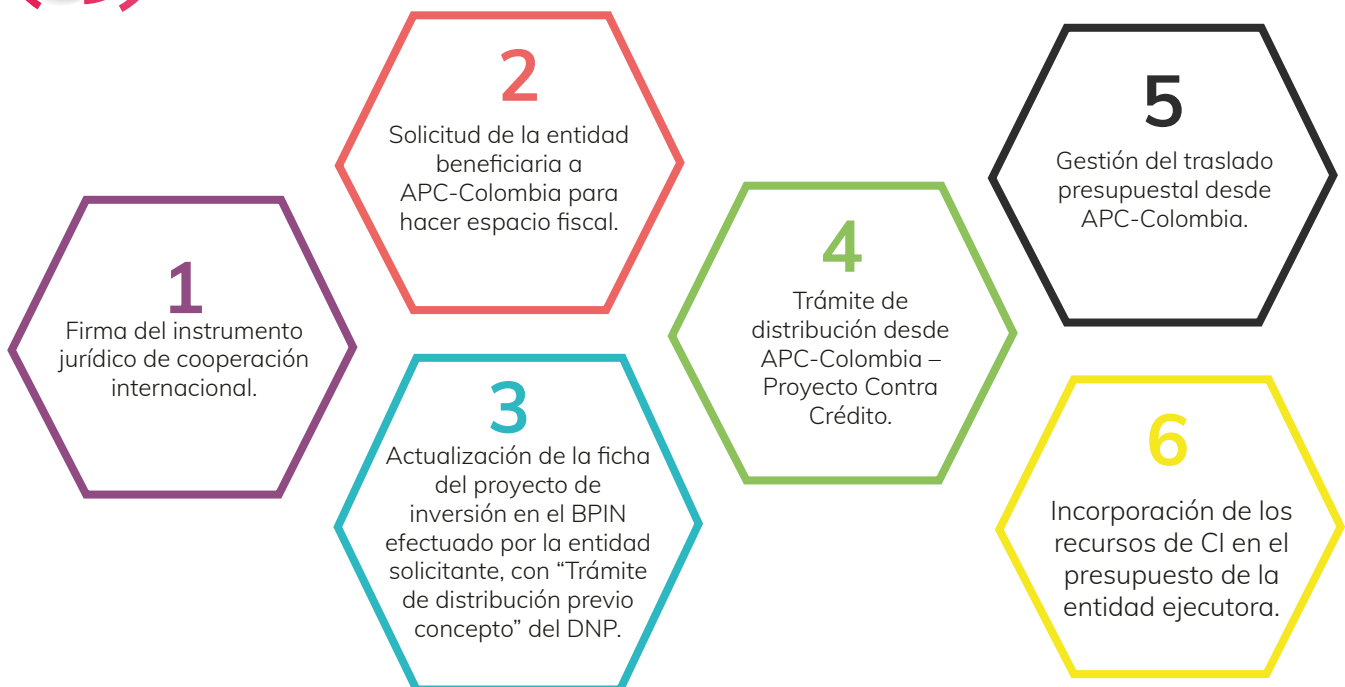 1
Firma del instrumento
jurídico de cooperación
internacional.
2
Solicitud de la entidad
beneficiaria a
APC-Colombia para
hacer espacio fiscal.
3
Actualización de la ficha
del proyecto de
inversión en el BPIN
efectuado por la entidad
solicitante, con “Trámite
de distribución previo
concepto” del DNP.
4
Trámite de
distribución desde
APC-Colombia –
Proyecto Contra
Crédito.
5
Gestión del traslado
presupuestal desde
APC-Colombia.
6
Incorporación de los
recursos de CI en el
presupuesto de la
entidad ejecutora.